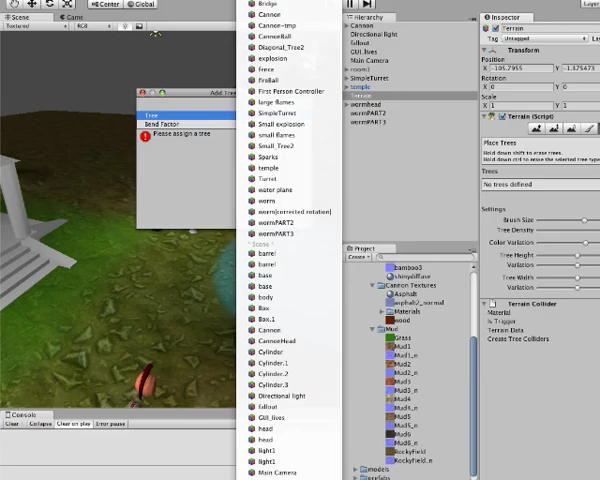 Center
Global
Layer
Scene
Game
Textured
RGB
Add Tree
Tree
Bend Factor
Please assign a tree
Console
Clear
Collapse
Clear on play
Error pause
Bridge
Cannon
Cannon-tmp
CannonBall
Diagonal_Tree2
explosion
fence
fireBall
First Person Controller
large flames
SimpleTurret
Small explosion
small flames
Small_Tree2
Sparks
temple
Turret
water plane
worm
worm(corrected rotation)
wormPART2
wormPART3
* Scene *
barrel
barrel
base
base
body
Box
Box.1
Cannon
CannonHead
Cylinder
Cylinder.1
Cylinder.2
Cylinder.3
Directional light
fallout
GUI_lives
head
head
light1
light1
Main Camera
Hierarchy
Create
Cannon
Directional light
fallout
GUI_lives
Main Camera
room1
SimpleTurret
temple
Terrain
wormhead
wormPART2
wormPART3
Project
Create
bamboo3
shinydiffuse
Cannon Textures
Asphalt
asphalt2_normal
Materials
wood
Mud
Grass
Mud1
Mud1_n
Mud2
Mud3
Mud3_n
Mud4
Mud4_n
Mud5
Mud5_n
Mud6
Mud6_n
RockyField
RockyField_n
models
prefabs
Inspector
Terrain
Tag Untagged
Transform
Position
X -105.7955 Y -1.875473
Rotation
X 0 Y 0
Scale
X 1 Y 1
Terrain (Script)
Place Trees
Hold down shift to erase trees.
Hold down ctrl to erase the selected tree type
Trees
No trees defined
Settings
Brush Size
Tree Density
Color Variation
Tree Height
Variation
Tree Width
Variation
Terrain Collider
Material
Is Trigger
Terrain Data
Create Tree Colliders